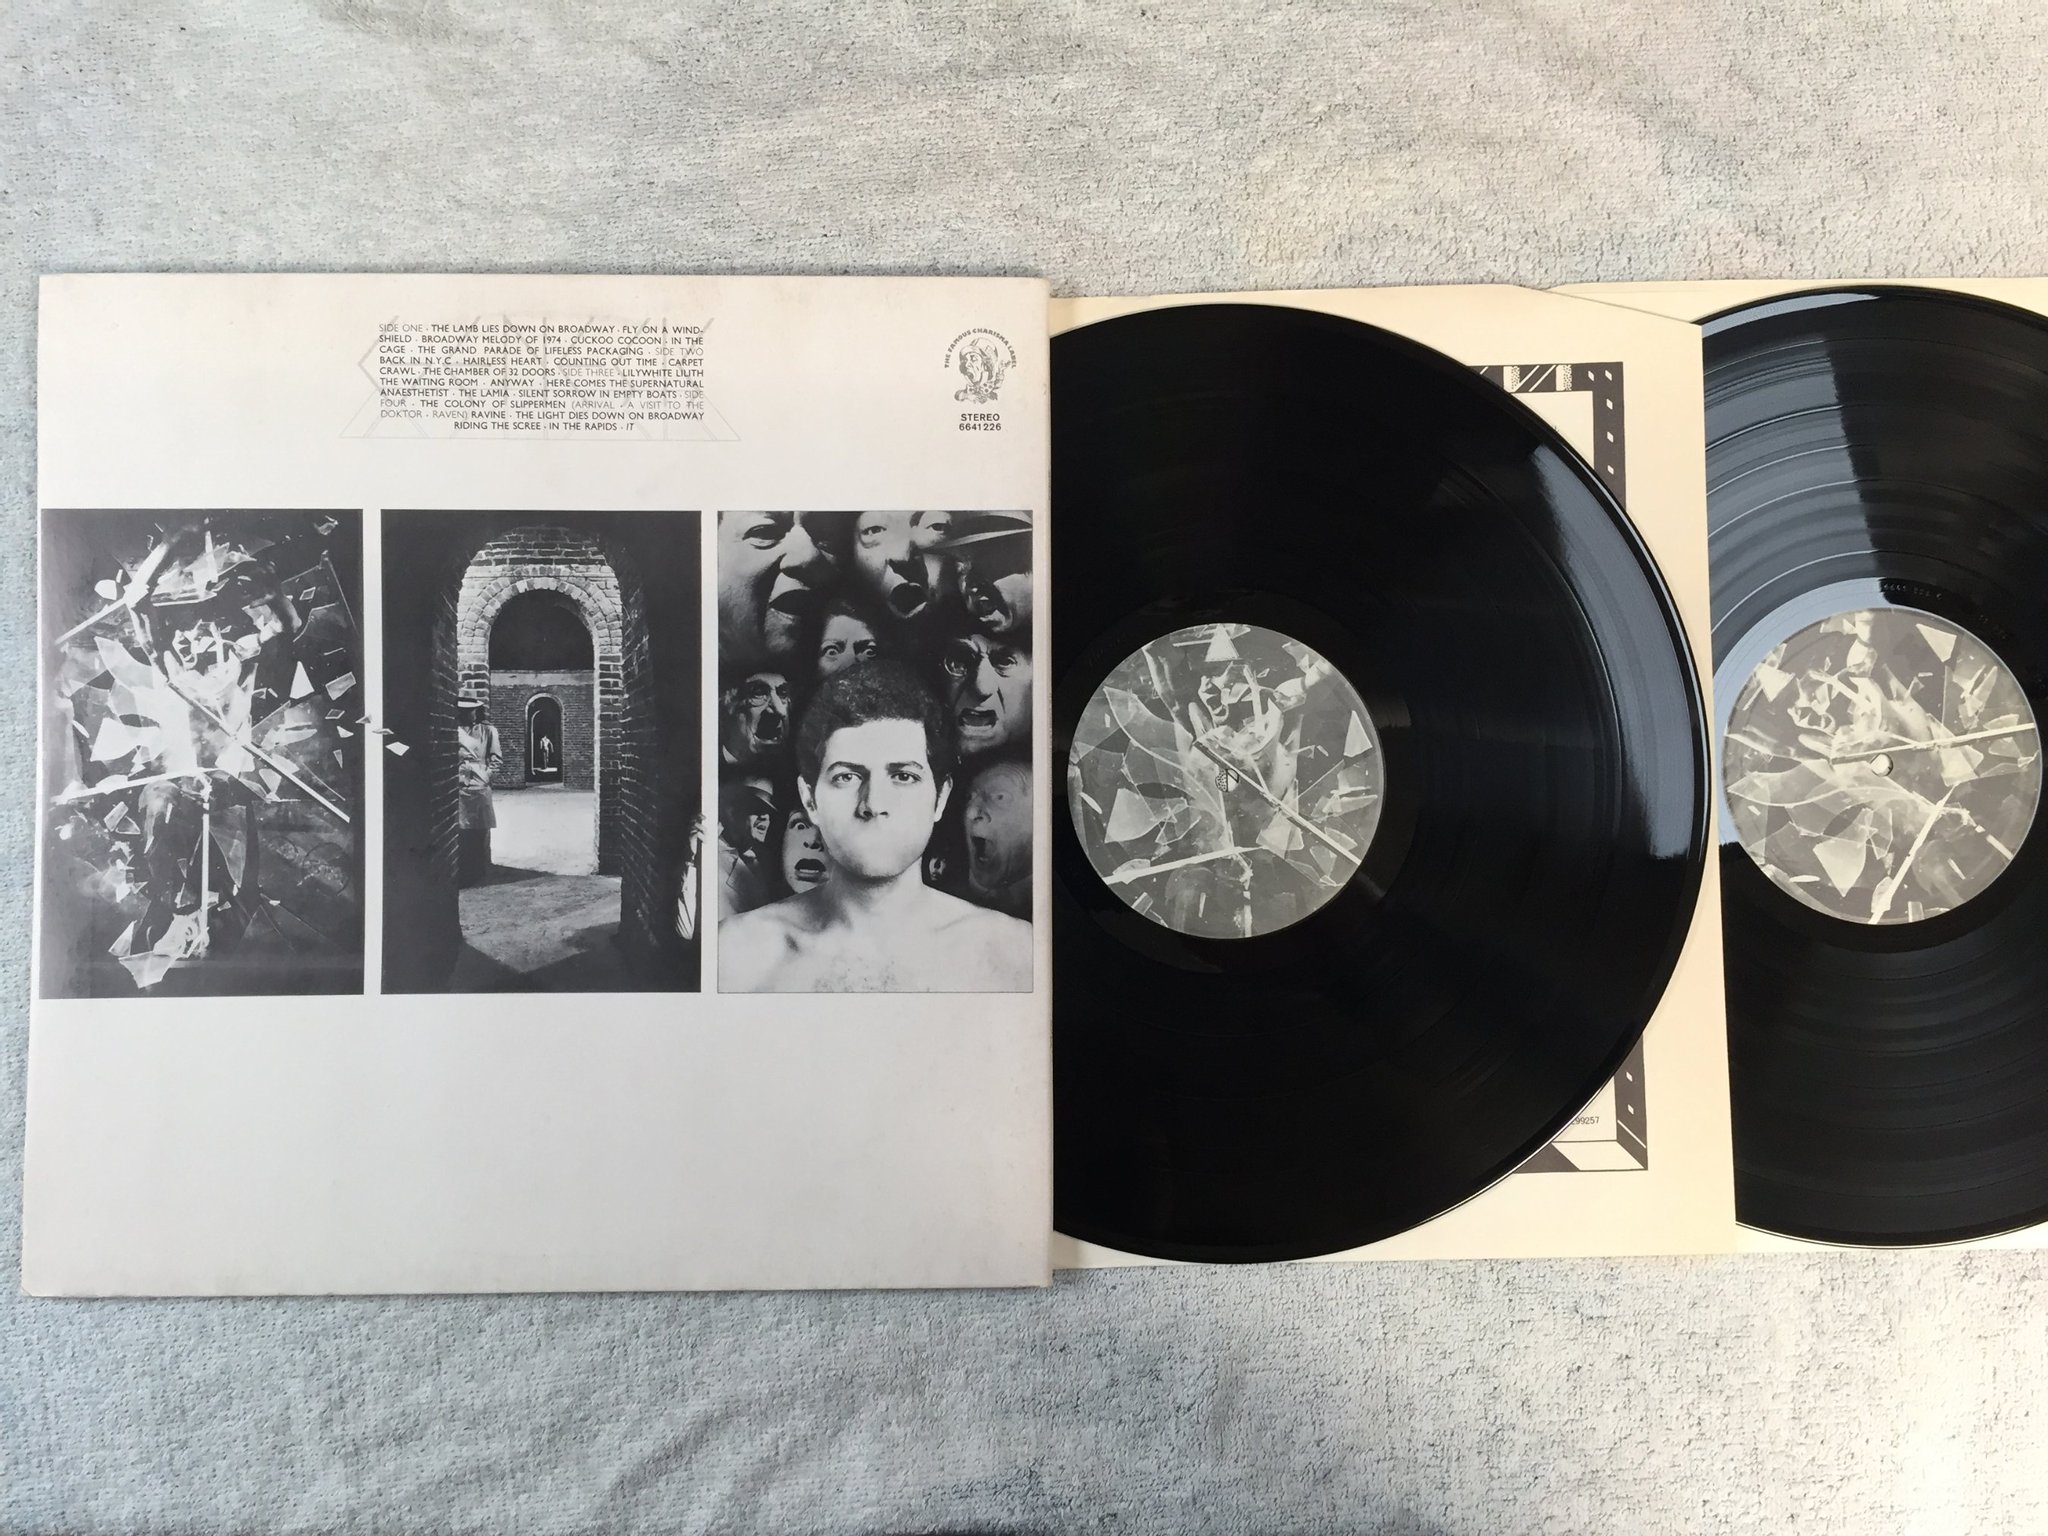 SIDE ONE · THE LAMB LIES DOWN ON BROADWAY · FLY ON A WIND-
SHIELD · BROADWAY MELODY OF 1974 · CUCKOO COCOON · IN THE
CAGE · THE GRAND PARADE OF LIFELESS PACKAGING · SIDE TWO
BACK IN N.Y.C · HAIRLESS HEART · COUNTING OUT TIME · CARPET
CRAWL · THE CHAMBER OF 32 DOORS · SIDE THREE · LILYWHITE LILITH
THE WAITING ROOM · ANYWAY · HERE COMES THE SUPERNATURAL
ANAESTHETIST · THE LAMIA · SILENT SORROW IN EMPTY BOATS · SIDE
FOUR · THE COLONY OF SLIPPERMEN (ARRIVAL · A VISIT TO THE
DOKTOR · RAVEN) RAVINE · THE LIGHT DIES DOWN ON BROADWAY
RIDING THE SCREE · IN THE RAPIDS · IT
THE FAMOUS CHARISMA LABEL
STEREO
6641226
299257